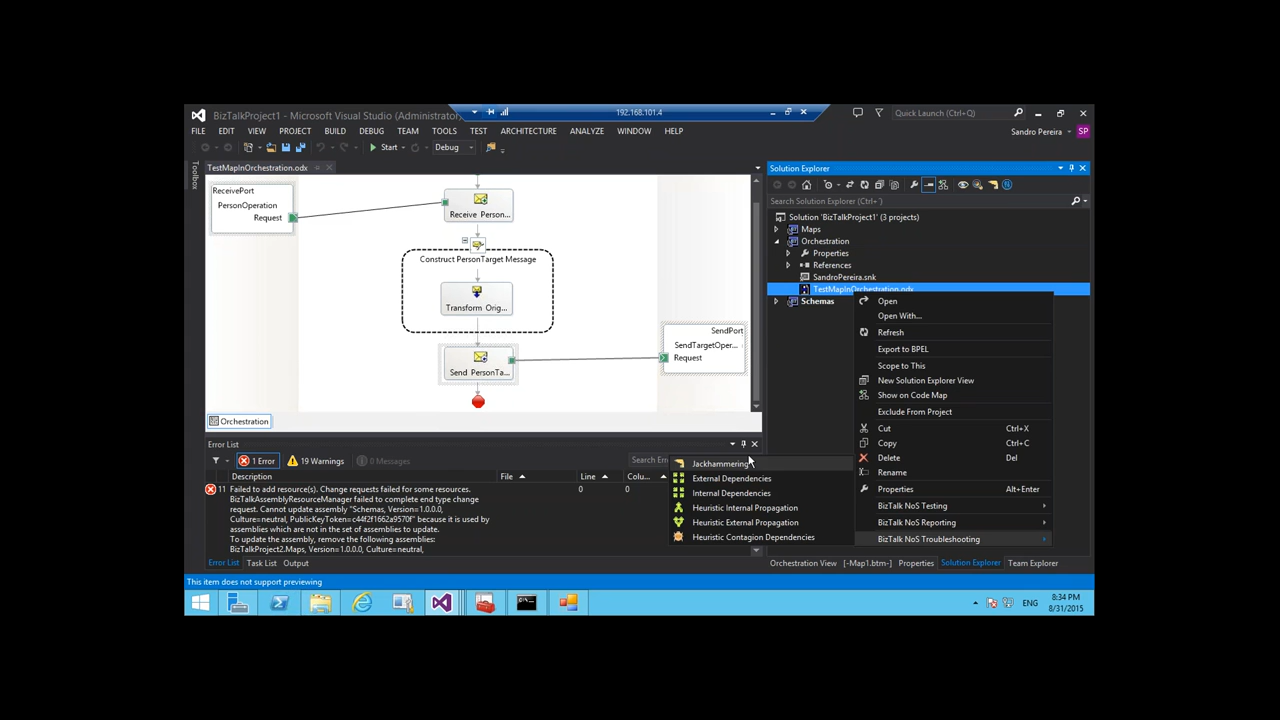 BizTalkProject1 - Microsoft Visual Studio (Administrator)
192.168.101.4
Quick Launch (Ctrl+Q)
FILE EDIT VIEW PROJECT BUILD DEBUG TEAM TOOLS TEST ARCHITECTURE ANALYZE WINDOW HELP
Sandro Pereira SP
Start Debug
Toolbox
TestMapInOrchestration.odx
ReceivePort
PersonOperation
Request
Receive Person...
Construct PersonTarget Message
Transform Orig...
Send PersonTa...
SendPort
SendTargetOper...
Request
Orchestration
Solution Explorer
Search Solution Explorer (Ctrl+´)
Solution 'BizTalkProject1' (3 projects)
Maps
Orchestration
Properties
References
SandroPereira.snk
TestMapInOrchestration.odx
Schemas
Open
Open With...
Refresh
Export to BPEL
Scope to This
New Solution Explorer View
Show on Code Map
Exclude From Project
Cut Ctrl+X
Copy Ctrl+C
Delete Del
Rename
Properties Alt+Enter
BizTalk NoS Testing
BizTalk NoS Reporting
BizTalk NoS Troubleshooting
Jackhammering
External Dependencies
Internal Dependencies
Heuristic Internal Propagation
Heuristic External Propagation
Heuristic Contagion Dependencies
Error List
1 Error 19 Warnings 0 Messages Search Err
Description File Line Colu...
11 Failed to add resource(s). Change requests failed for some resources. 0 0
BizTalkAssemblyResourceManager failed to complete end type change
request. Cannot update assembly "Schemas, Version=1.0.0.0,
Culture=neutral, PublicKeyToken=c44f2f1662a9570f" because it is used by
assemblies which are not in the set of assemblies to update.
To update the assembly, remove the following assemblies:
BizTalkProject2.Maps, Version=1.0.0.0, Culture=neutral,
Error List Task List Output
Orchestration View [-Map1.btm-] Properties Solution Explorer Team Explorer
This item does not support previewing
ENG
8:34 PM
8/31/2015